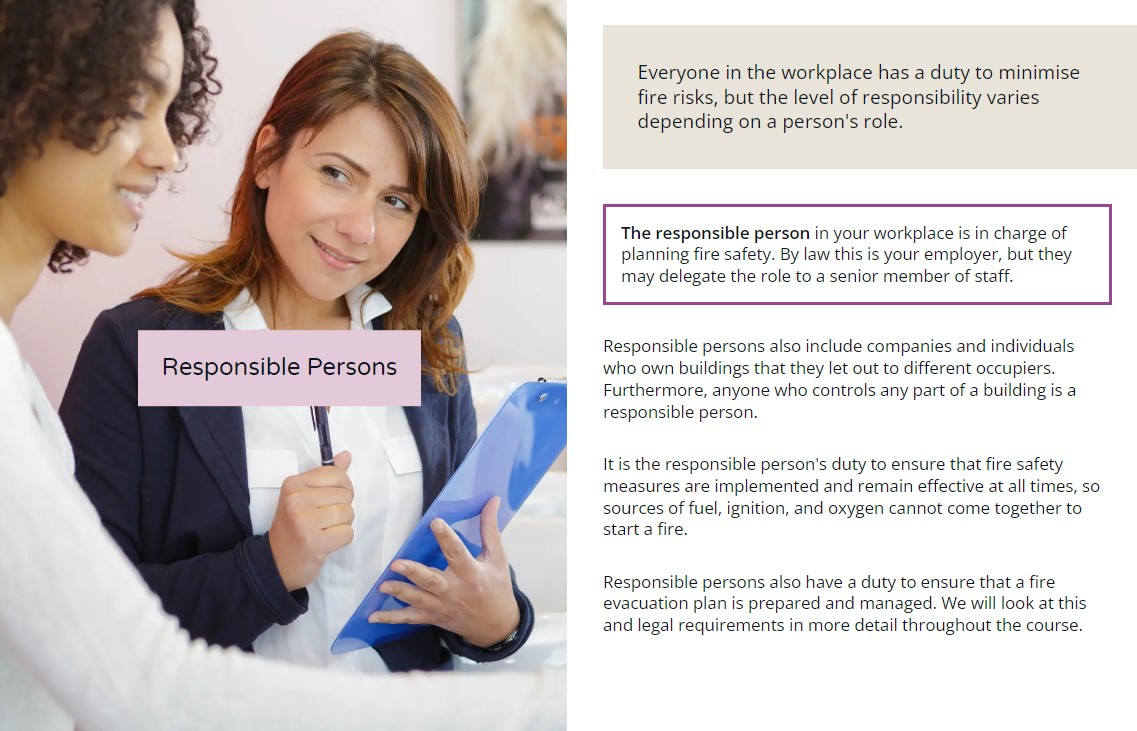 Responsible Persons
Everyone in the workplace has a duty to minimise
fire risks, but the level of responsibility varies
depending on a person's role.
The responsible person in your workplace is in charge of
planning fire safety. By law this is your employer, but they
may delegate the role to a senior member of staff.
Responsible persons also include companies and individuals
who own buildings that they let out to different occupiers.
Furthermore, anyone who controls any part of a building is a
responsible person.
It is the responsible person's duty to ensure that fire safety
measures are implemented and remain effective at all times, so
sources of fuel, ignition, and oxygen cannot come together to
start a fire.
Responsible persons also have a duty to ensure that a fire
evacuation plan is prepared and managed. We will look at this
and legal requirements in more detail throughout the course.